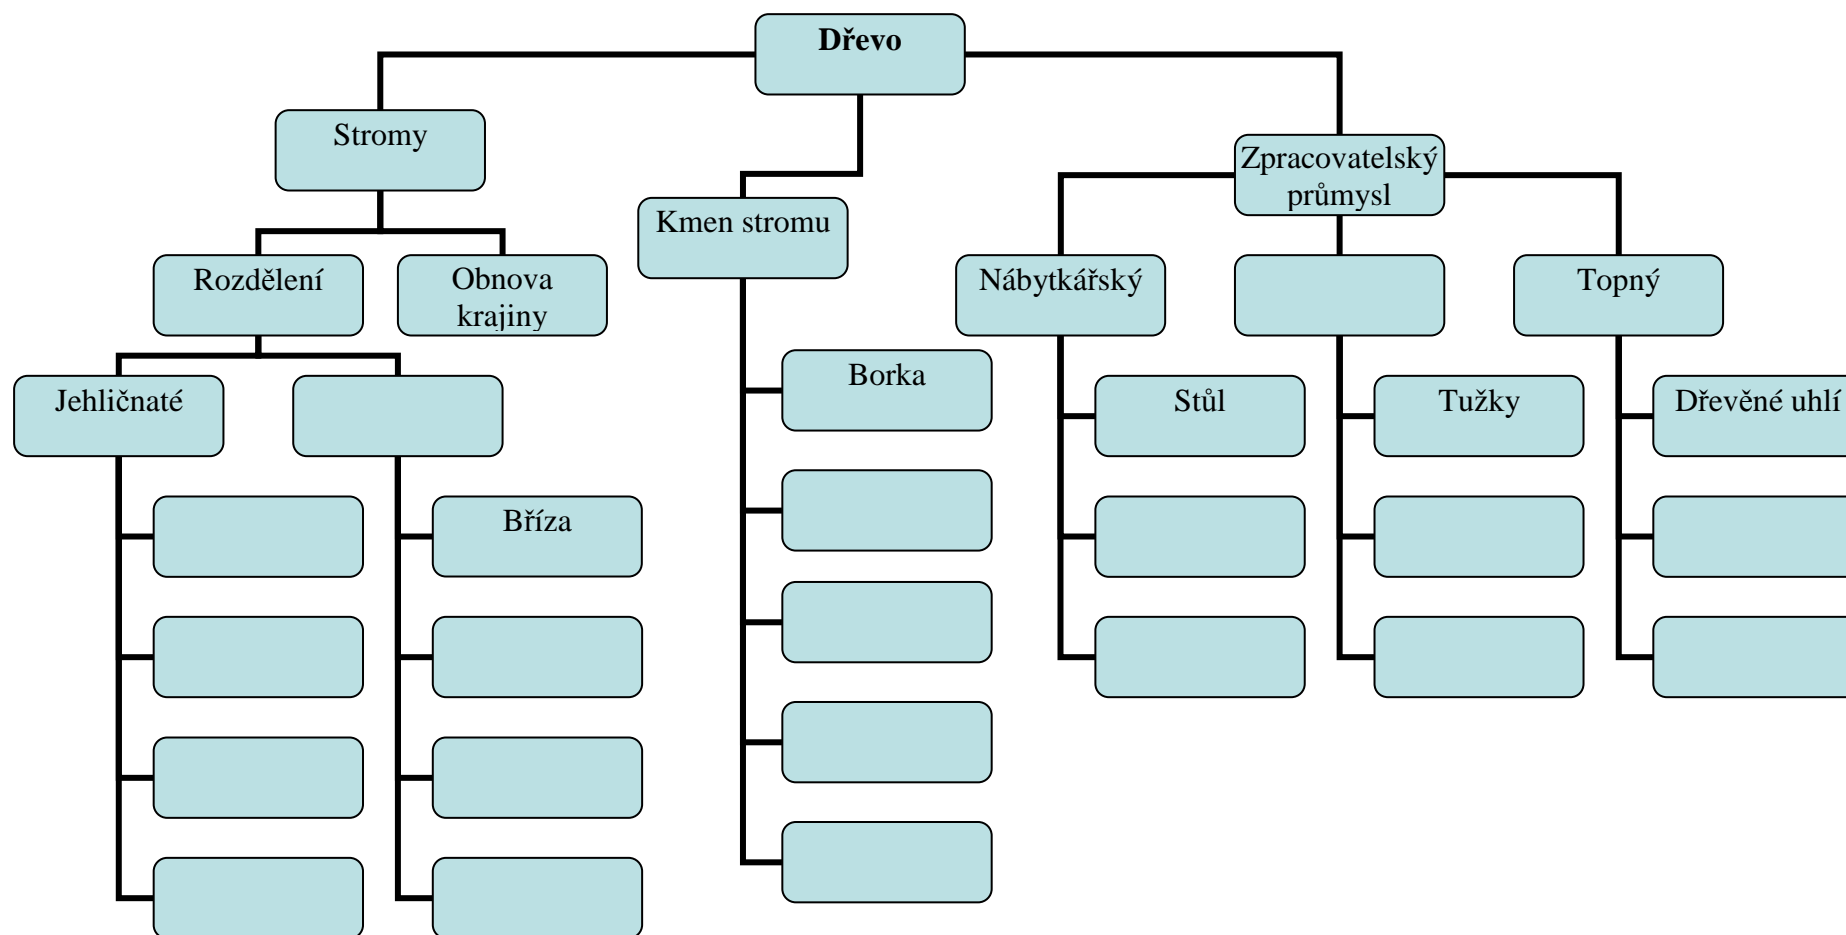 Dřevo
Stromy
Zpracovatelský
průmysl
Kmen stromu
Rozdělení
Obnova
krajiny
Nábytkářský
Topný
Jehličnaté
Borka
Stůl
Tužky
Dřevěné uhlí
Bříza